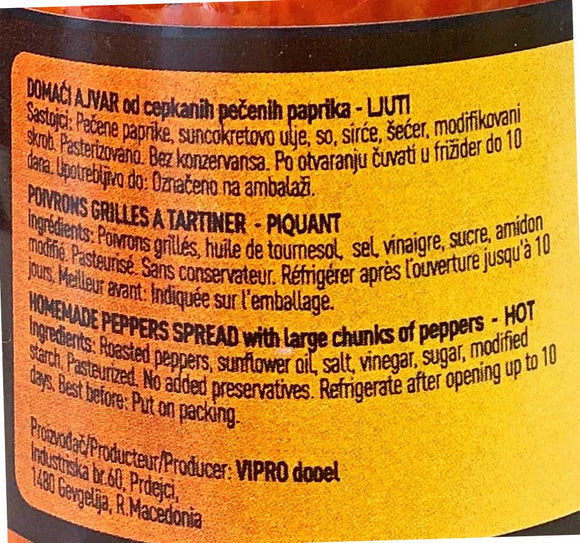 DOMAĆI AJVAR od cepkanih pečenih paprika - LJUTI
Sastojci: Pečene paprike, suncokretovo ulje, so, sirće, šećer, modifikovani
skrob. Pasterizovano. Bez konzervansa. Po otvaranju čuvati u frižider do 10
dana. Upotrebljivo do: Označeno na ambalaži.
POIVRONS GRILLES A TARTINER - PIQUANT
Ingrédients: Poivrons grillés, huile de tournesol, sel, vinaigre, sucre, amidon
modifié. Pasteurisé. Sans conservateur. Réfrigérer après l'ouverture jusqu'à 10
jours. Meilleur avant: Indiquée sur l'emballage.
HOMEMADE PEPPERS SPREAD with large chunks of peppers - HOT
Ingredients: Roasted peppers, sunflower oil, salt, vinegar, sugar, modified
starch. Pasteurized. No added preservatives. Refrigerate after opening up to 10
days. Best before: Put on packing.
Proizvođač/Producteur/Producer: VIPRO dooel
Industriska br.60, Prdejci,
1480 Gevgelija, R.Macedonia